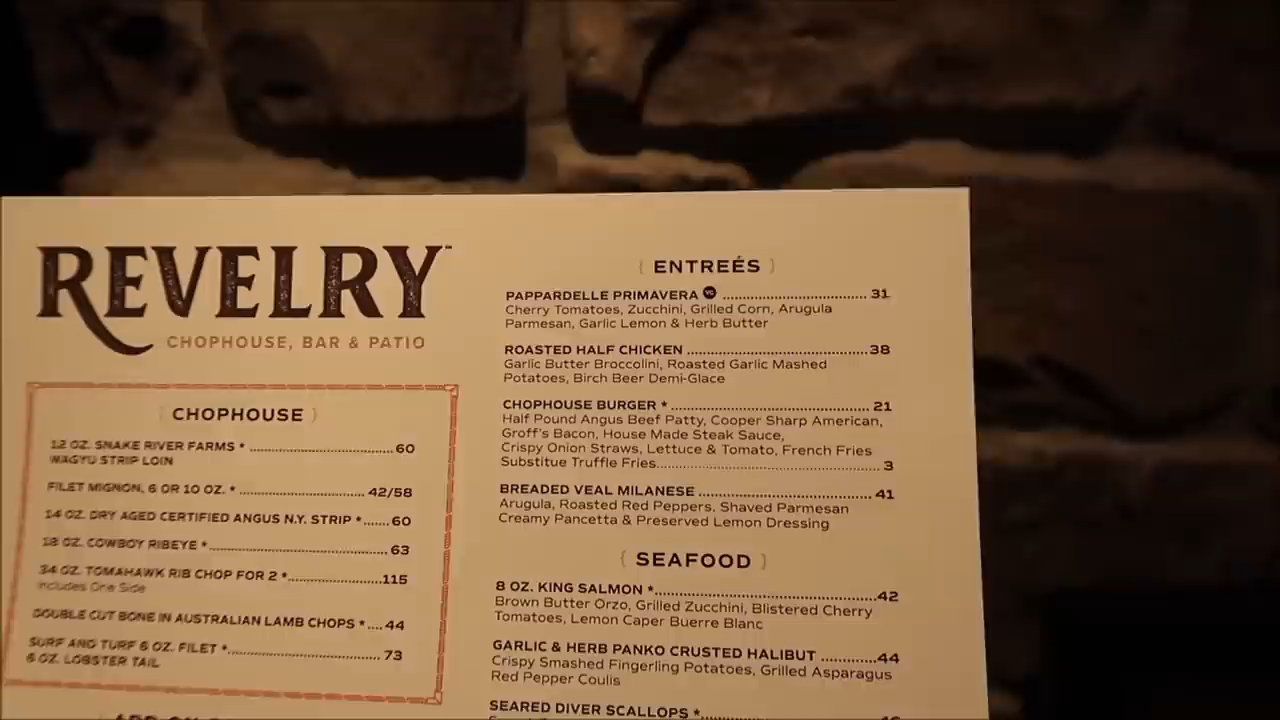 REVELRY™
CHOPHOUSE, BAR & PATIO
{ CHOPHOUSE }
12 OZ. SNAKE RIVER FARMS * .......... 60
WAGYU STRIP LOIN
FILET MIGNON, 6 OR 10 OZ. * .......... 42/58
14 OZ. DRY AGED CERTIFIED ANGUS N.Y. STRIP * ....... 60
18 OZ. COWBOY RIBEYE * .......... 63
34 OZ. TOMAHAWK RIB CHOP FOR 2 * .......... 115
Includes One Side
DOUBLE CUT BONE IN AUSTRALIAN LAMB CHOPS * .... 44
SURF AND TURF 6 OZ. FILET * .......... 73
6 OZ. LOBSTER TAIL
{ ENTREÉS }
PAPPARDELLE PRIMAVERA VG .......... 31
Cherry Tomatoes, Zucchini, Grilled Corn, Arugula
Parmesan, Garlic Lemon & Herb Butter
ROASTED HALF CHICKEN .......... 38
Garlic Butter Broccolini, Roasted Garlic Mashed
Potatoes, Birch Beer Demi-Glace
CHOPHOUSE BURGER * .......... 21
Half Pound Angus Beef Patty, Cooper Sharp American,
Groff's Bacon, House Made Steak Sauce,
Crispy Onion Straws, Lettuce & Tomato, French Fries
Substitue Truffle Fries .......... 3
BREADED VEAL MILANESE .......... 41
Arugula, Roasted Red Peppers, Shaved Parmesan
Creamy Pancetta & Preserved Lemon Dressing
{ SEAFOOD }
8 OZ. KING SALMON * .......... 42
Brown Butter Orzo, Grilled Zucchini, Blistered Cherry
Tomatoes, Lemon Caper Buerre Blanc
GARLIC & HERB PANKO CRUSTED HALIBUT .......... 44
Crispy Smashed Fingerling Potatoes, Grilled Asparagus
Red Pepper Coulis
SEARED DIVER SCALLOPS * ..........